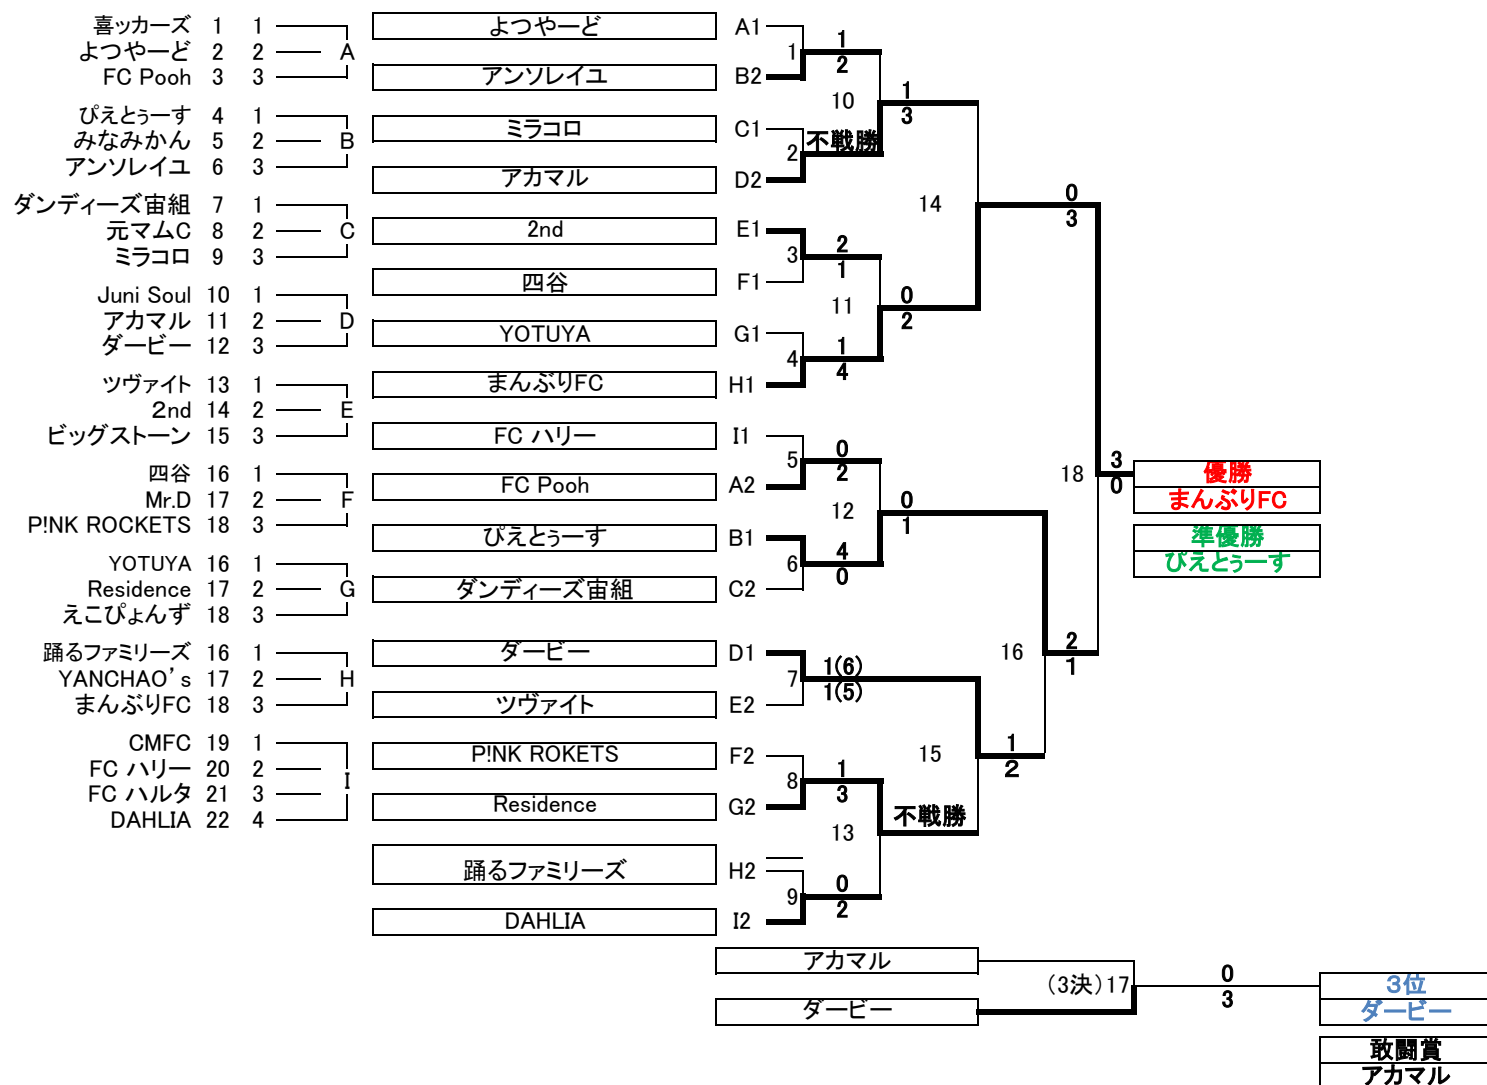 喜ッカーズ 1 1
よつやーど 2 2 A
FC Pooh 3 3
ぴえとぅーす 4 1
みなみかん 5 2 B
アンソレイユ 6 3
ダンディーズ宙組 7 1
元マムC 8 2 C
ミラコロ 9 3
Juni Soul 10 1
アカマル 11 2 D
ダービー 12 3
ツヴァイト 13 1
2nd 14 2 E
ビッグストーン 15 3
四谷 16 1
Mr.D 17 2 F
P!NK ROCKETS 18 3
YOTUYA 16 1
Residence 17 2 G
えこぴょんず 18 3
踊るファミリーズ 16 1
YANCHAO's 17 2 H
まんぶりFC 18 3
CMFC 19 1
FC ハリー 20 2 I
FC ハルタ 21 3
DAHLIA 22 4
よつやーど A1
1 1
2
アンソレイユ B2
10 1
3
ミラコロ C1
2 不戦勝
アカマル D2
14 0
3
2nd E1
3 2
1
四谷 F1
11 0
2
YOTUYA G1
4 1
4
まんぶりFC H1
FC ハリー I1
5 0
2
FC Pooh A2
12 0
1
ぴえとぅーす B1
6 4
0
ダンディーズ宙組 C2
18 3
0
優勝
まんぶりFC
準優勝
ぴえとぅーす
ダービー D1
7 1(6)
1(5)
ツヴァイト E2
16 2
1
P!NK ROKETS F2
8 1
3
Residence G2
15 1
2
13 不戦勝
踊るファミリーズ H2
9 0
2
DAHLIA I2
アカマル
(3決)17 0
3
ダービー
3位
ダービー
敢闘賞
アカマル